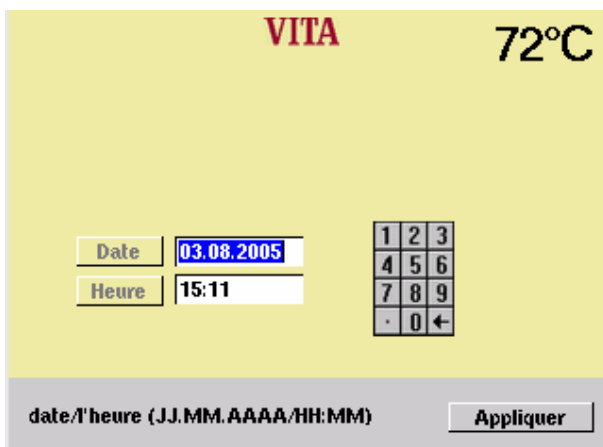 VITA
72°C
Date 03.08.2005
Heure 15:11
1 2 3
4 5 6
7 8 9
· 0 ←
date/l'heure (JJ.MM.AAAA/HH:MM)
Appliquer